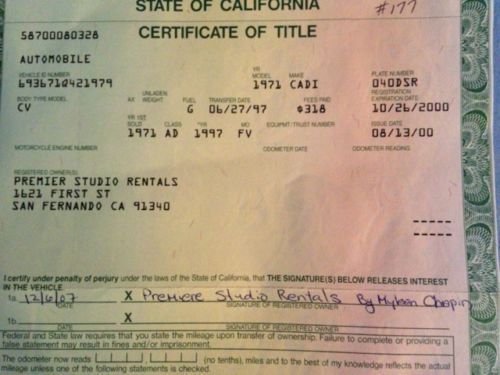 STATE OF CALIFORNIA
#177
CERTIFICATE OF TITLE
58700080328
AUTOMOBILE
VEHICLE ID NUMBER YR MODEL MAKE PLATE NUMBER
693671Q421979 1971 CADI 040DSR
BODY TYPE MODEL AX UNLADEN WEIGHT FUEL TRANSFER DATE FEES PAID REGISTRATION EXPIRATION DATE
CV G 06/27/97 $318 10/26/2000
YR 1ST SOLD CLASS *YR MO EQUIPMT/TRUST NUMBER ISSUE DATE
1971 AD 1997 FV 08/13/00
MOTORCYCLE ENGINE NUMBER ODOMETER DATE ODOMETER READING
REGISTERED OWNER(S)
PREMIER STUDIO RENTALS
1621 FIRST ST
SAN FERNANDO CA 91340
I certify under penalty of perjury under the laws of the State of California, that THE SIGNATURE(S) BELOW RELEASES INTEREST
IN THE VEHICLE.
1a. 12/6/07 X Premiere Studio Rentals By Myleen Chopin
DATE SIGNATURE OF REGISTERED OWNER
1b. X
DATE SIGNATURE OF REGISTERED OWNER
Federal and State law requires that you state the mileage upon transfer of ownership. Failure to complete or providing a
false statement may result in fines and/or imprisonment.
The odometer now reads (no tenths), miles and to the best of my knowledge reflects the actual
mileage unless one of the following statements is checked.